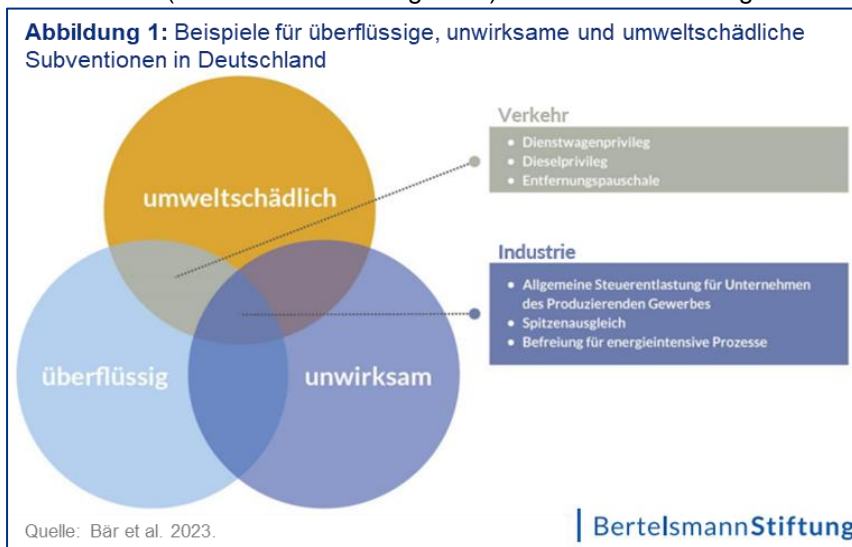 Abbildung 1: Beispiele für überflüssige, unwirksame und umweltschädliche
Subventionen in Deutschland
Verkehr
• Dienstwagenprivileg
• Dieselprivileg
• Entfernungspauschale
umweltschädlich
Industrie
• Allgemeine Steuerentlastung für Unternehmen
des Produzierenden Gewerbes
• Spitzenausgleich
• Befreiung für energieintensive Prozesse
überflüssig
unwirksam
Quelle: Bär et al. 2023.
BertelsmannStiftung